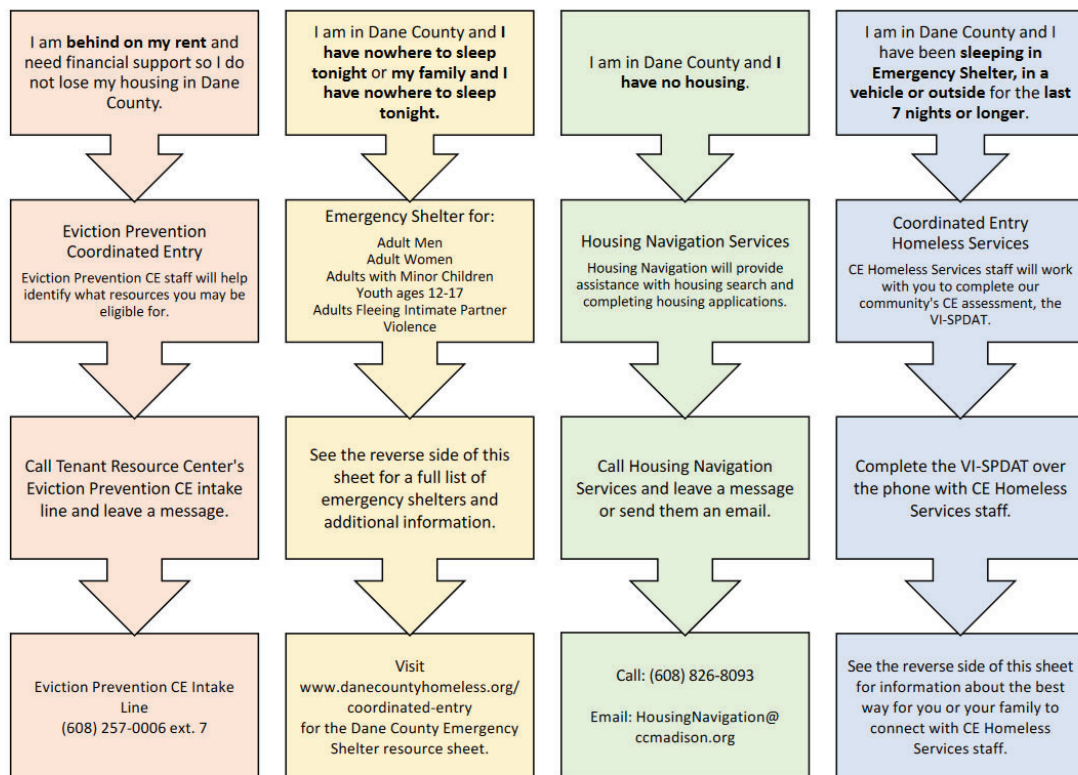 I am behind on my rent and
need financial support so I do
not lose my housing in Dane
County.
Eviction Prevention
Coordinated Entry
Eviction Prevention CE staff will help
identify what resources you may be
eligible for.
Call Tenant Resource Center's
Eviction Prevention CE intake
line and leave a message.
Eviction Prevention CE Intake
Line
(608) 257-0006 ext. 7
I am in Dane County and I
have nowhere to sleep
tonight or my family and I
have nowhere to sleep
tonight.
Emergency Shelter for:
Adult Men
Adult Women
Adults with Minor Children
Youth ages 12-17
Adults Fleeing Intimate Partner
Violence
See the reverse side of this
sheet for a full list of
emergency shelters and
additional information.
Visit
www.danecountyhomeless.org/
coordinated-entry
for the Dane County Emergency
Shelter resource sheet.
I am in Dane County and I
have no housing.
Housing Navigation Services
Housing Navigation will provide
assistance with housing search and
completing housing applications.
Call Housing Navigation
Services and leave a message
or send them an email.
Call: (608) 826-8093
Email: HousingNavigation@
ccmadison.org
I am in Dane County and I
have been sleeping in
Emergency Shelter, in a
vehicle or outside for the last
7 nights or longer.
Coordinated Entry
Homeless Services
CE Homeless Services staff will work
with you to complete our
community's CE assessment, the
VI-SPDAT.
Complete the VI-SPDAT over
the phone with CE Homeless
Services staff.
See the reverse side of this sheet
for information about the best
way for you or your family to
connect with CE Homeless
Services staff.